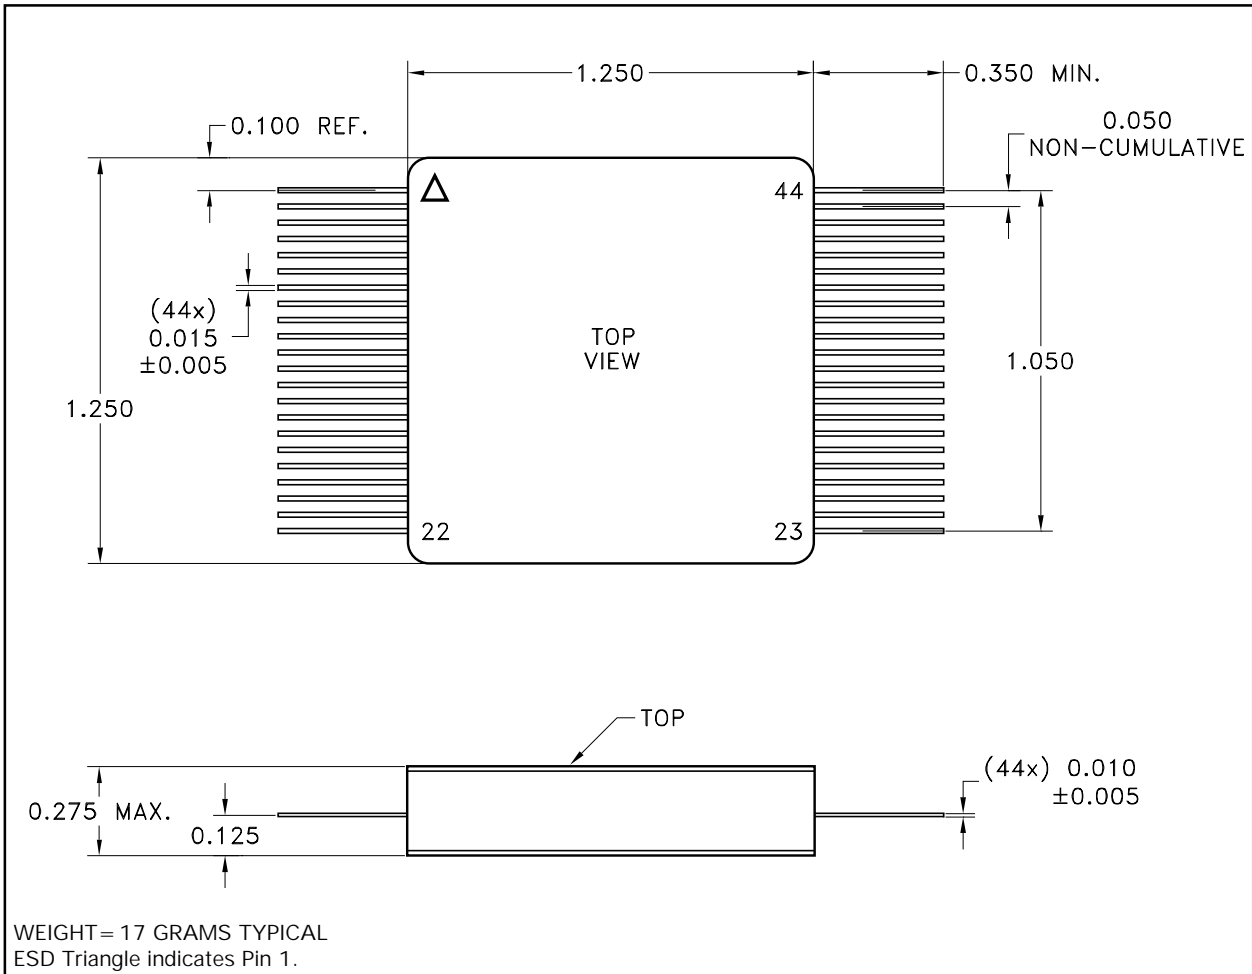 1.250
0.350 MIN.
0.100 REF.
0.050
NON-CUMULATIVE
44
(44x)
0.015
±0.005
TOP
VIEW
1.050
1.250
22
23
TOP
0.275 MAX.
0.125
(44x) 0.010
±0.005
WEIGHT= 17 GRAMS TYPICAL
ESD Triangle indicates Pin 1.